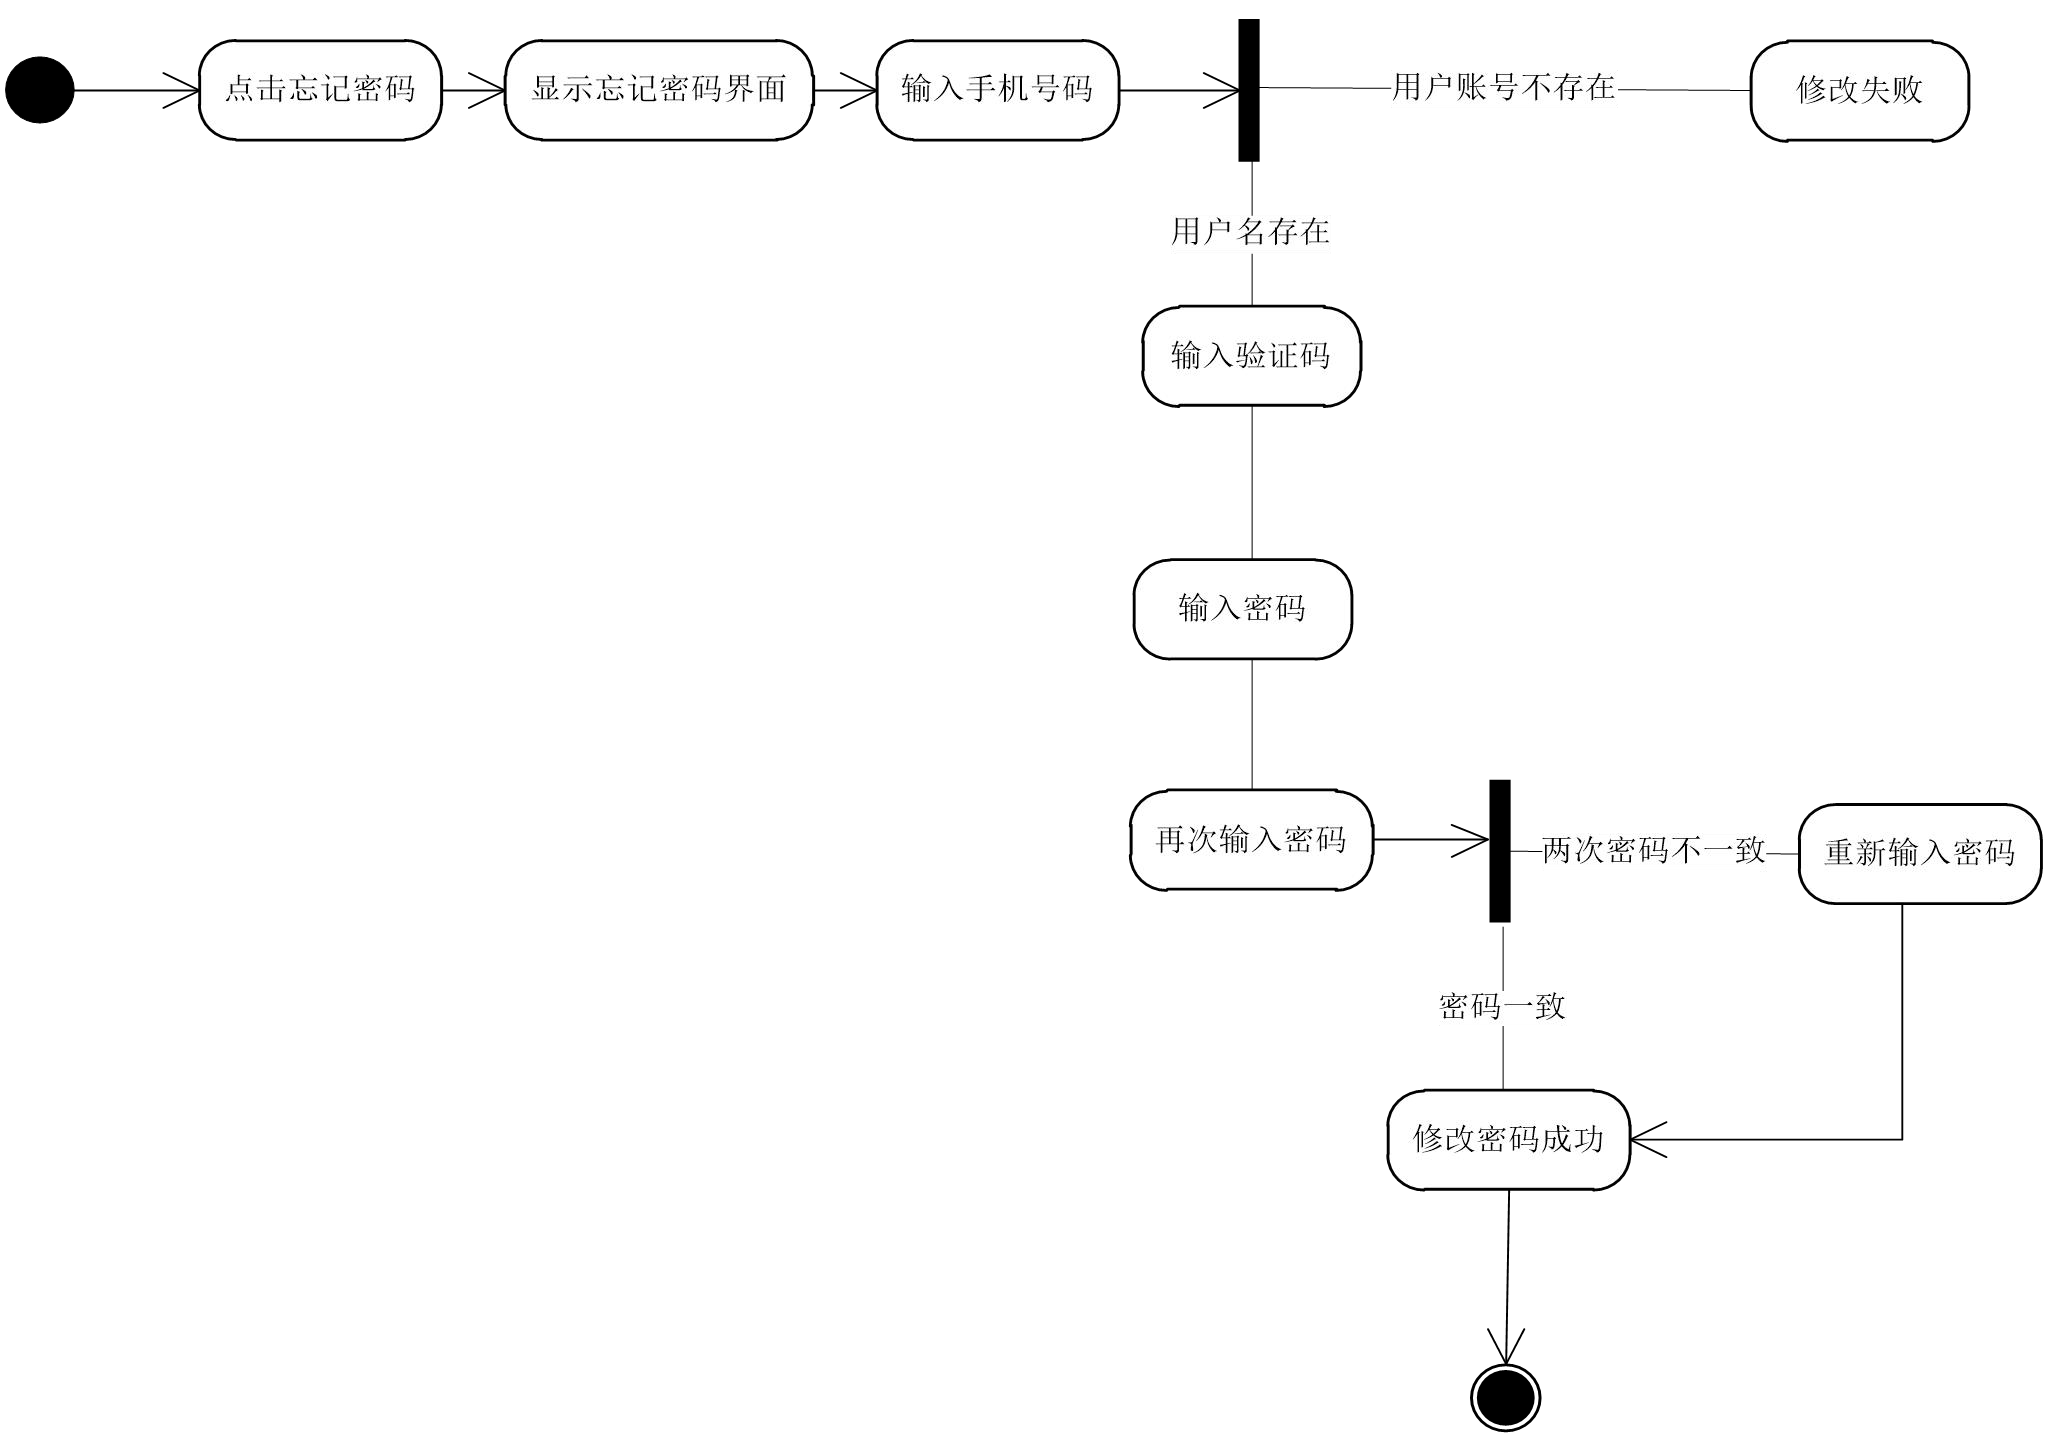 点击忘记密码
显示忘记密码界面
输入手机号码
用户账号不存在
修改失败
用户名存在
输入验证码
输入密码
再次输入密码
两次密码不一致
重新输入密码
密码一致
修改密码成功